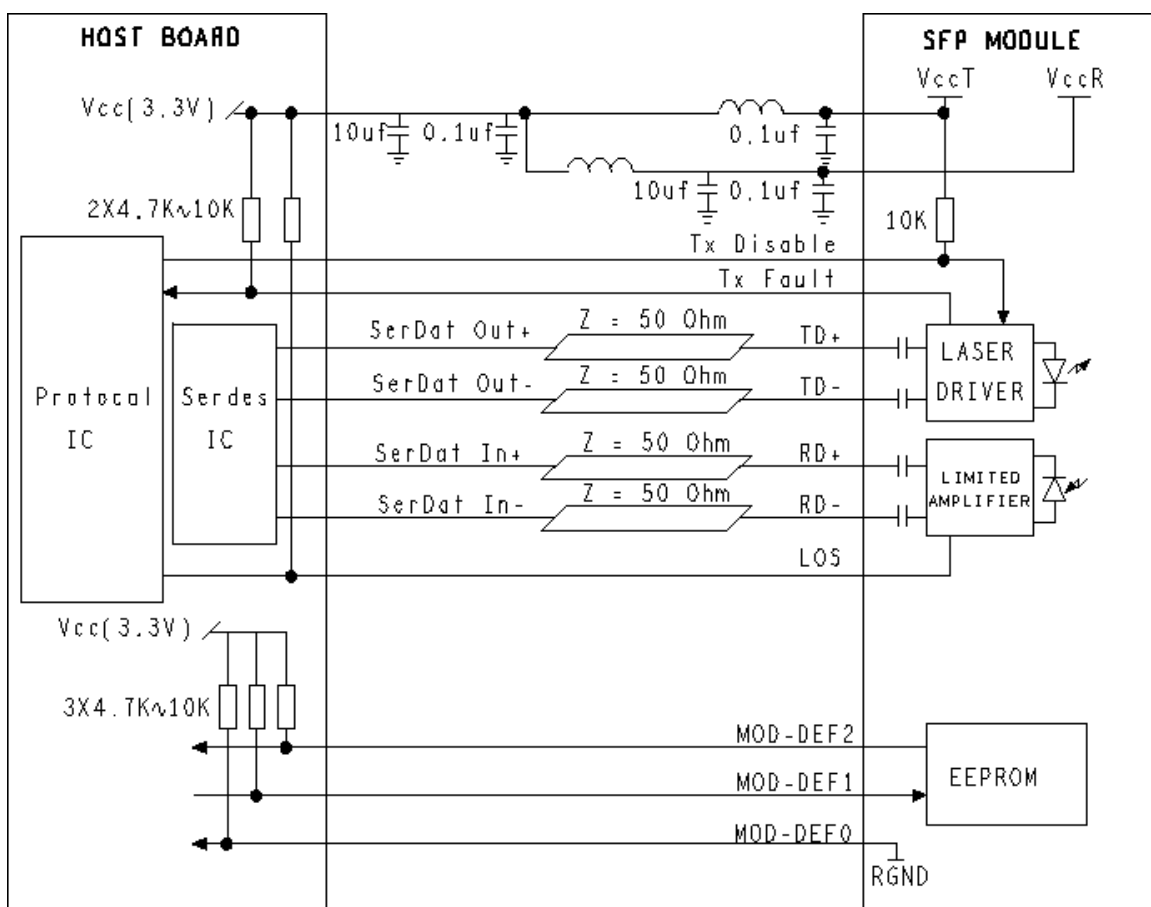 HOST BOARD
SFP MODULE
VccT
VccR
Vcc(3.3V)
10uf
0.1uf
0.1uf
10uf
0.1uf
2X4.7K~10K
10K
Tx Disable
Tx Fault
Protocal
IC
Serdes
IC
SerDat Out+
Z = 50 Ohm
TD+
SerDat Out-
Z = 50 Ohm
TD-
LASER
DRIVER
SerDat In+
Z = 50 Ohm
RD+
SerDat In-
Z = 50 Ohm
RD-
LIMITED
AMPLIFIER
LOS
Vcc(3.3V)
3X4.7K~10K
MOD-DEF2
MOD-DEF1
MOD-DEF0
EEPROM
RGND